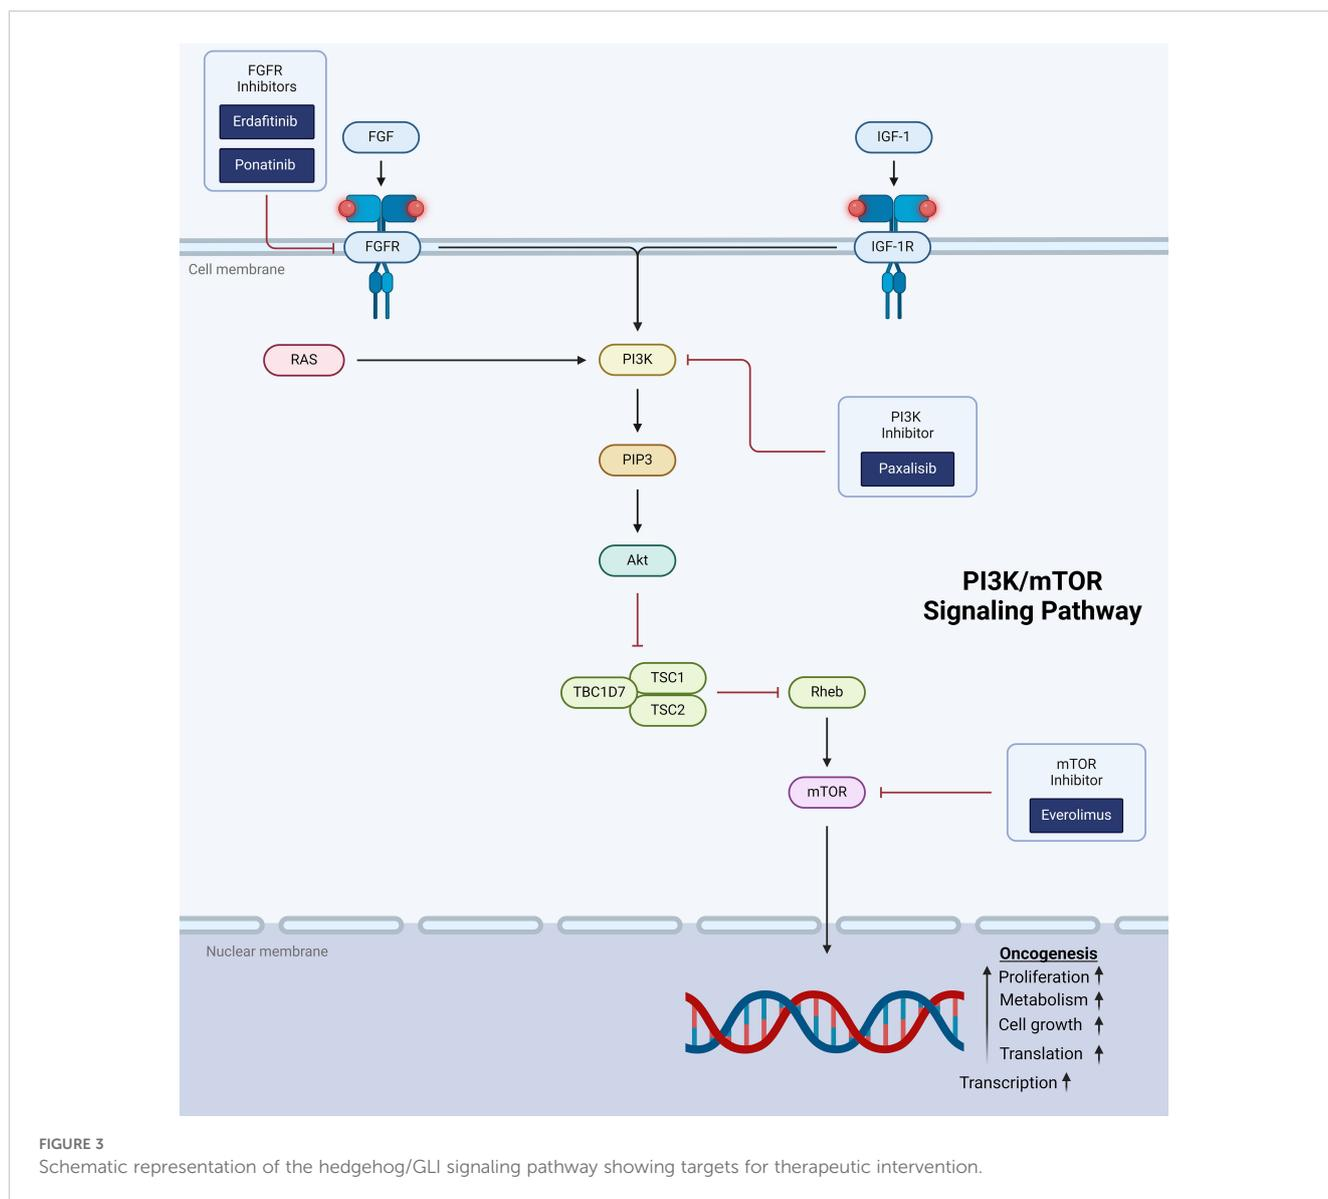 FGFR
Inhibitors
Erdafitinib
Ponatinib
FGF
IGF-1
FGFR
IGF-1R
Cell membrane
RAS
PI3K
PI3K
Inhibitor
Paxalisib
PIP3
Akt
PI3K/mTOR
Signaling Pathway
TBC1D7
TSC1
TSC2
Rheb
mTOR
mTOR
Inhibitor
Everolimus
Nuclear membrane
Oncogenesis
Proliferation
Metabolism
Cell growth
Translation
Transcription
FIGURE 3
Schematic representation of the hedgehog/GLI signaling pathway showing targets for therapeutic intervention.